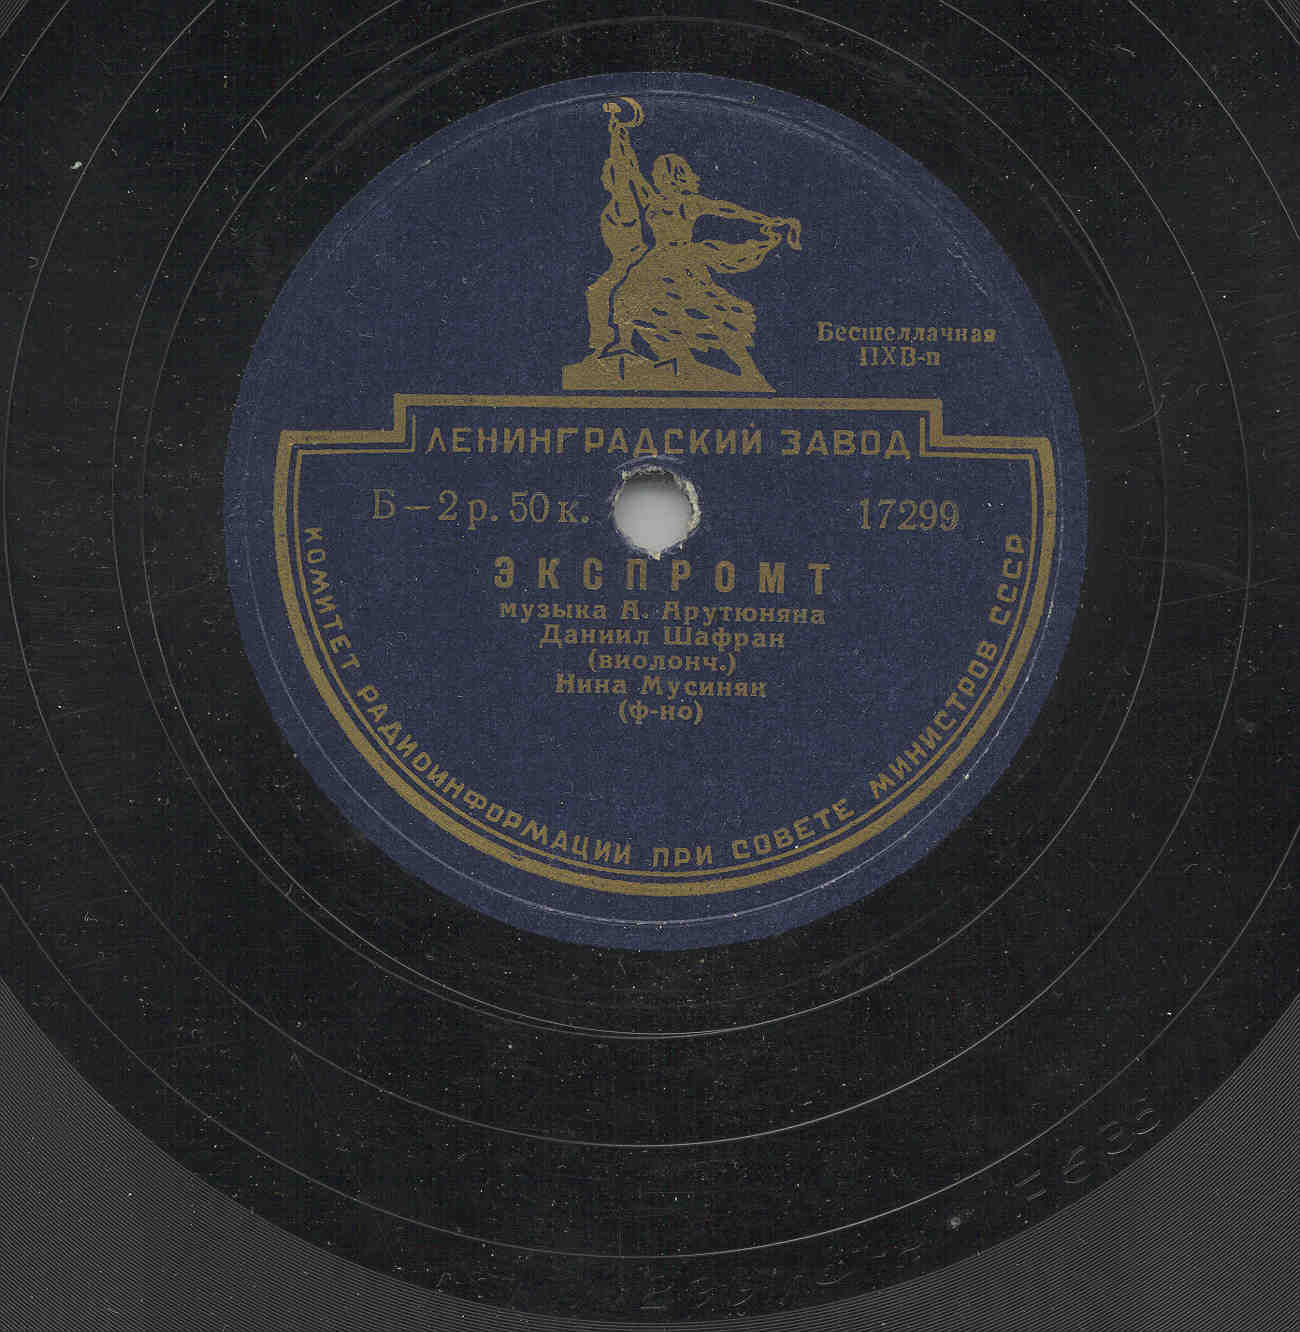 Бесшеллачная
ПХВ-п
ЛЕНИНГРАДСКИЙ ЗАВОД
Б – 2 р. 50 к.
17299
ЭКСПРОМТ
музыка А. Арутюняна
Даниил Шафран
(виолонч.)
Нина Мусинян
(ф-но)
КОМИТЕТ РАДИОИНФОРМАЦИИ ПРИ СОВЕТЕ МИНИСТРОВ СССР